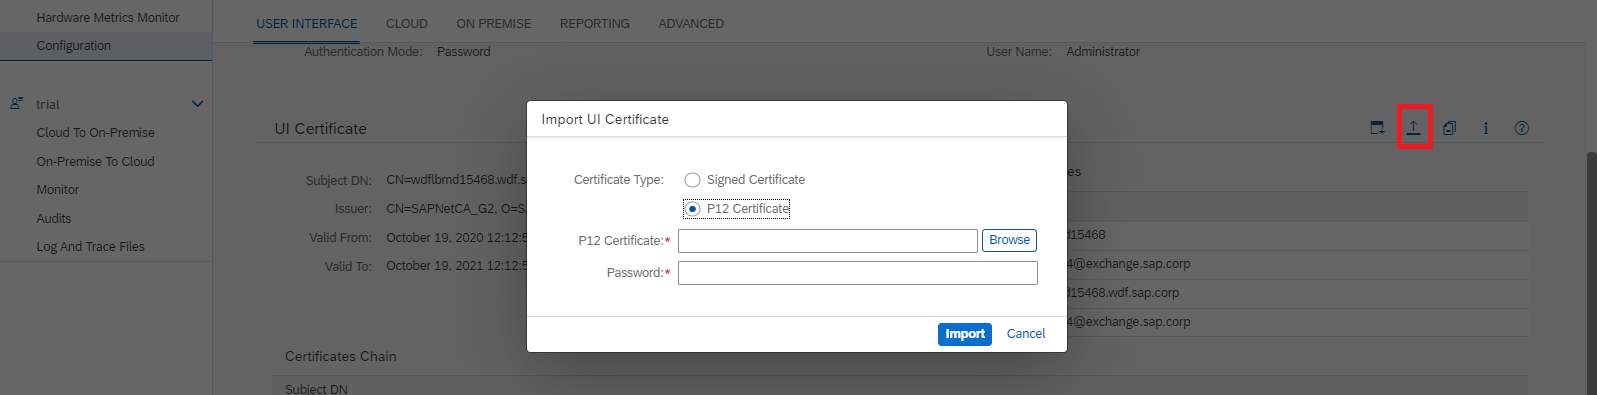 Hardware Metrics Monitor
Configuration
trial
Cloud To On-Premise
On-Premise To Cloud
Monitor
Audits
Log And Trace Files
USER INTERFACE CLOUD ON PREMISE REPORTING ADVANCED
Authentication Mode: Password User Name: Administrator
UI Certificate
Subject DN: CN=wdflbmd15468.wdf.s
Issuer: CN=SAPNetCA_G2, O=S
Valid From: October 19, 2020 12:12:5
Valid To: October 19, 2021 12:12:5
es
d15468
4@exchange.sap.corp
d15468.wdf.sap.corp
4@exchange.sap.corp
Certificates Chain
Subject DN
Import UI Certificate
Certificate Type: Signed Certificate
P12 Certificate
P12 Certificate:* Browse
Password:*
Import Cancel